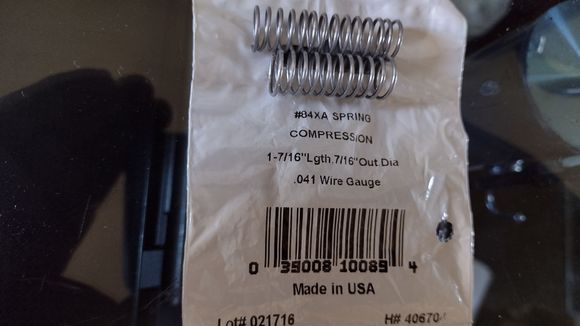 #84XA SPRING
COMPRESSION
1-7/16"Lgth.7/16"Out.Dia
.041 Wire Gauge
0 35008 10085 4
Made in USA
Lot# 021716 H#